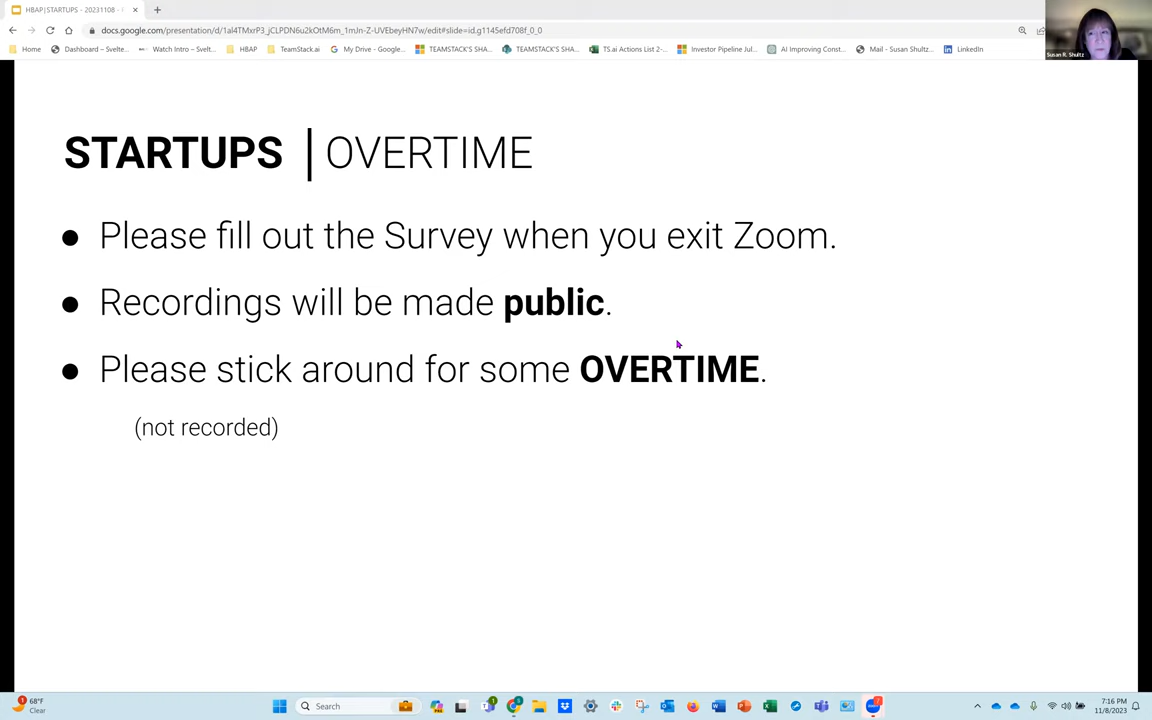 HBAP|STARTUPS - 20231108 -
docs.google.com/presentation/d/1al4TMxrP3_jCLPDN6u2kOtM6m_1mJn-Z-UVEbeyHN7w/edit#slide=id.g1145efd708f_0_0
Home Dashboard – Svelte... Watch Intro – Svelt... HBAP TeamStack.ai My Drive - Google... TEAMSTACK'S SHA... TEAMSTACK'S SHA... TS.ai Actions List 2-... Investor Pipeline Jul... AI Improving Const... Mail - Susan Shultz... LinkedIn
Susan R. Shultz
STARTUPS | OVERTIME
● Please fill out the Survey when you exit Zoom.
● Recordings will be made public.
● Please stick around for some OVERTIME.
(not recorded)
68°F
Clear
Search
7:16 PM
11/8/2023